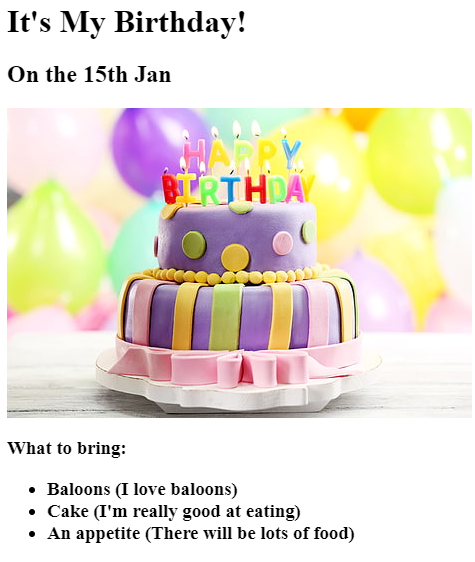 It's My Birthday!
On the 15th Jan
HAPPY
BIRTHDAY
What to bring:
Baloons (I love baloons)
Cake (I'm really good at eating)
An appetite (There will be lots of food)